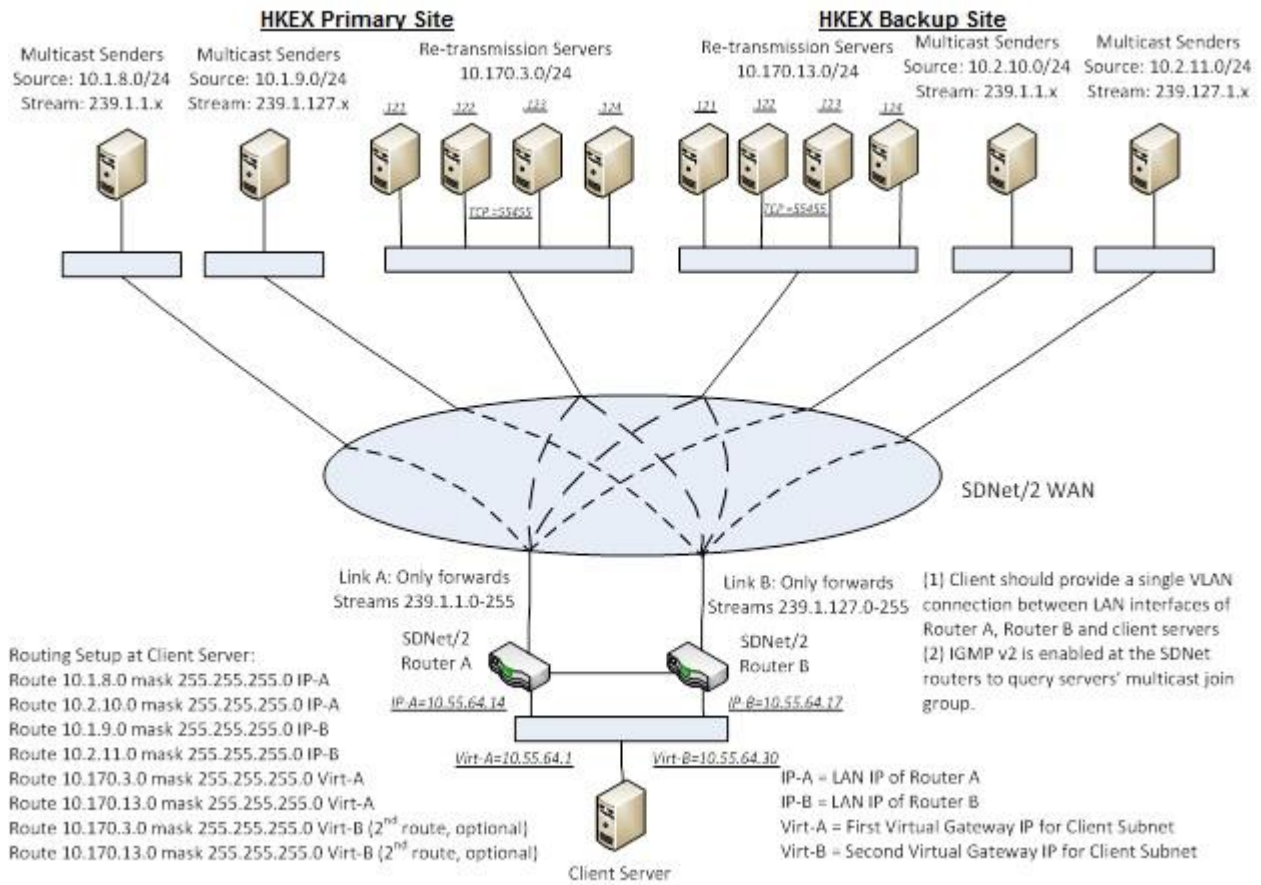 HKEX Primary Site
HKEX Backup Site
Multicast Senders
Source: 10.1.8.0/24
Stream: 239.1.1.x
Multicast Senders
Source: 10.1.9.0/24
Stream: 239.1.127.x
Re-transmission Servers
10.170.3.0/24
Re-transmission Servers
10.170.13.0/24
Multicast Senders
Source: 10.2.10.0/24
Stream: 239.1.1.x
Multicast Senders
Source: 10.2.11.0/24
Stream: 239.127.1.x
.121
.122
.123
.124
.121
.122
.123
.124
TCP=55455
TCP=55455
SDNet/2 WAN
Link A: Only forwards
Streams 239.1.1.0-255
Link B: Only forwards
Streams 239.1.127.0-255
SDNet/2
Router A
SDNet/2
Router B
IP-A=10.55.64.14
IP-B=10.55.64.17
Virt-A=10.55.64.1
Virt-B=10.55.64.30
Client Server
(1) Client should provide a single VLAN
connection between LAN interfaces of
Router A, Router B and client servers
(2) IGMP v2 is enabled at the SDNet
routers to query servers' multicast join
group.
Routing Setup at Client Server:
Route 10.1.8.0 mask 255.255.255.0 IP-A
Route 10.2.10.0 mask 255.255.255.0 IP-A
Route 10.1.9.0 mask 255.255.255.0 IP-B
Route 10.2.11.0 mask 255.255.255.0 IP-B
Route 10.170.3.0 mask 255.255.255.0 Virt-A
Route 10.170.13.0 mask 255.255.255.0 Virt-A
Route 10.170.3.0 mask 255.255.255.0 Virt-B (2nd route, optional)
Route 10.170.13.0 mask 255.255.255.0 Virt-B (2nd route, optional)
IP-A = LAN IP of Router A
IP-B = LAN IP of Router B
Virt-A = First Virtual Gateway IP for Client Subnet
Virt-B = Second Virtual Gateway IP for Client Subnet